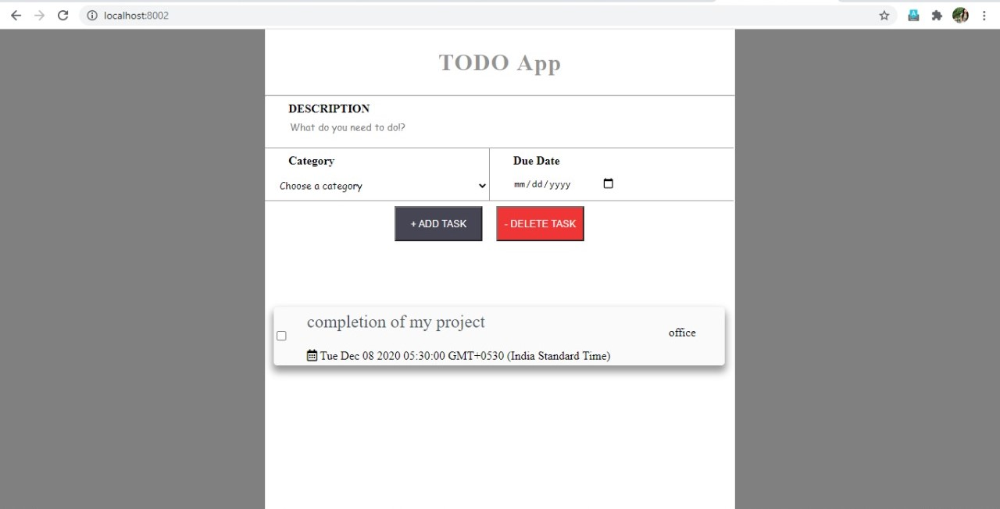 localhost:8002
TODO App
DESCRIPTION
What do you need to do!?
Category
Due Date
Choose a category
mm/dd/yyyy
+ ADD TASK
- DELETE TASK
completion of my project
office
Tue Dec 08 2020 05:30:00 GMT+0530 (India Standard Time)